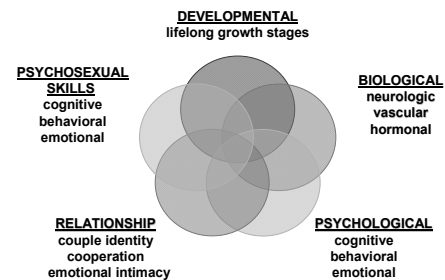 DEVELOPMENTAL
lifelong growth stages
PSYCHOSEXUAL
SKILLS
cognitive
behavioral
emotional
BIOLOGICAL
neurologic
vascular
hormonal
RELATIONSHIP
couple identity
cooperation
emotional intimacy
PSYCHOLOGICAL
cognitive
behavioral
emotional